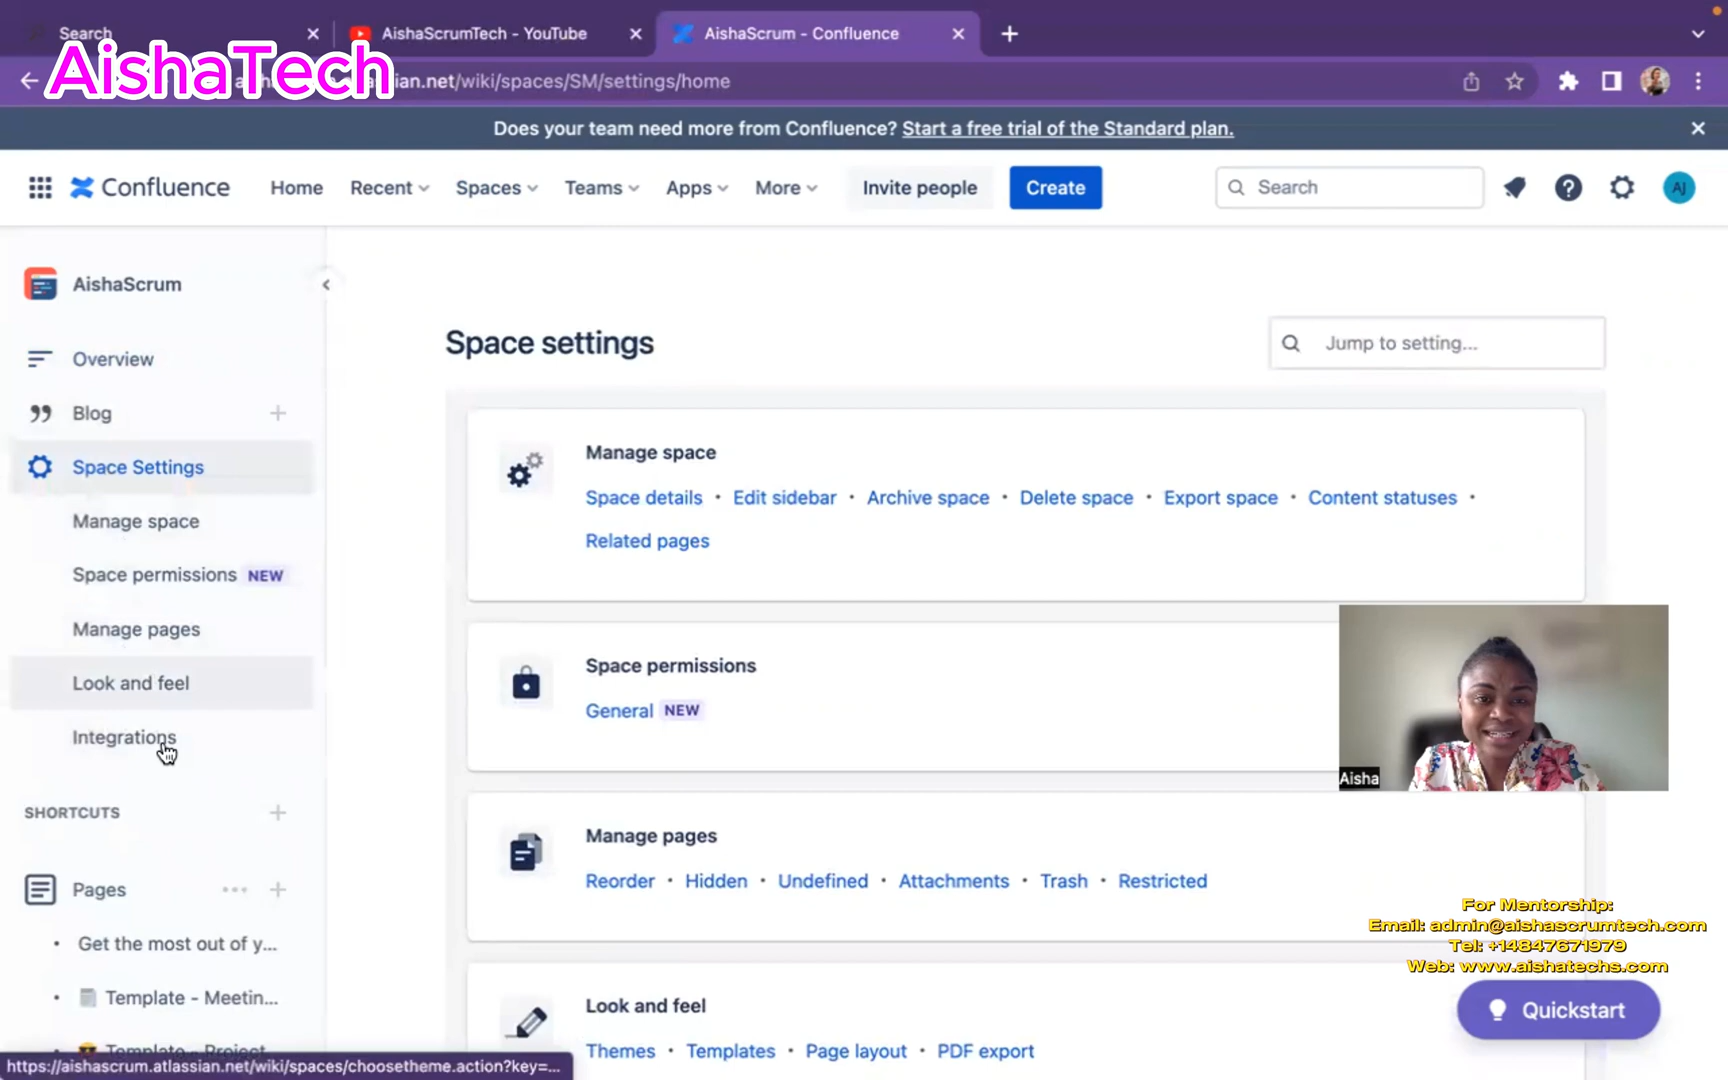 Search
AishaScrumTech - YouTube
AishaScrum - Confluence
AishaTech
ian.net/wiki/spaces/SM/settings/home
Does your team need more from Confluence? Start a free trial of the Standard plan.
Confluence
Home
Recent
Spaces
Teams
Apps
More
Invite people
Create
Search
AJ
AishaScrum
Overview
Blog
Space Settings
Manage space
Space permissions NEW
Manage pages
Look and feel
Integrations
SHORTCUTS
Pages
Get the most out of y...
Template - Meetin...
Template - Project
https://aishascrum.atlassian.net/wiki/spaces/choosetheme.action?key=...
Space settings
Jump to setting...
Manage space
Space details • Edit sidebar • Archive space • Delete space • Export space • Content statuses •
Related pages
Space permissions
General NEW
Manage pages
Reorder • Hidden • Undefined • Attachments • Trash • Restricted
Look and feel
Themes • Templates • Page layout • PDF export
Aisha
For Mentorship:
Email: admin@aishascrumtech.com
Tel: +14847671979
Web: www.aishatechs.com
Quickstart